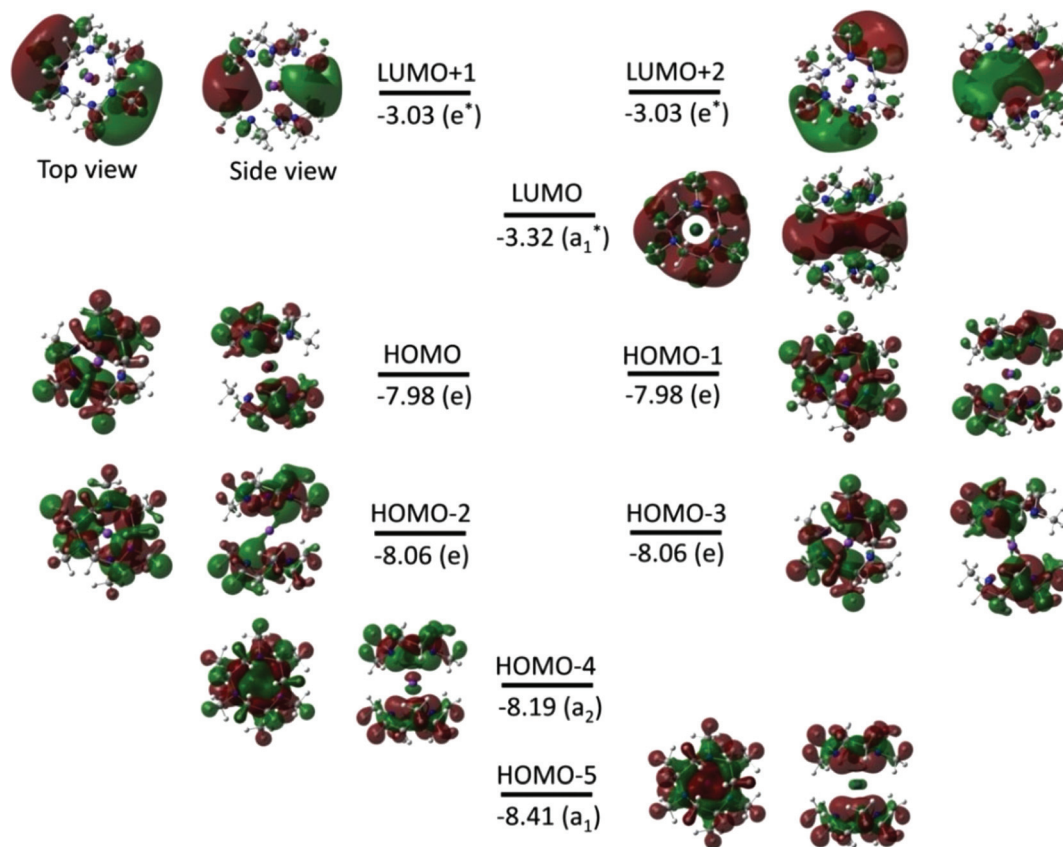 LUMO+1
-3.03 (e*)
LUMO+2
-3.03 (e*)
Top view
Side view
LUMO
-3.32 (a₁*)
HOMO
-7.98 (e)
HOMO-1
-7.98 (e)
HOMO-2
-8.06 (e)
HOMO-3
-8.06 (e)
HOMO-4
-8.19 (a₂)
HOMO-5
-8.41 (a₁)